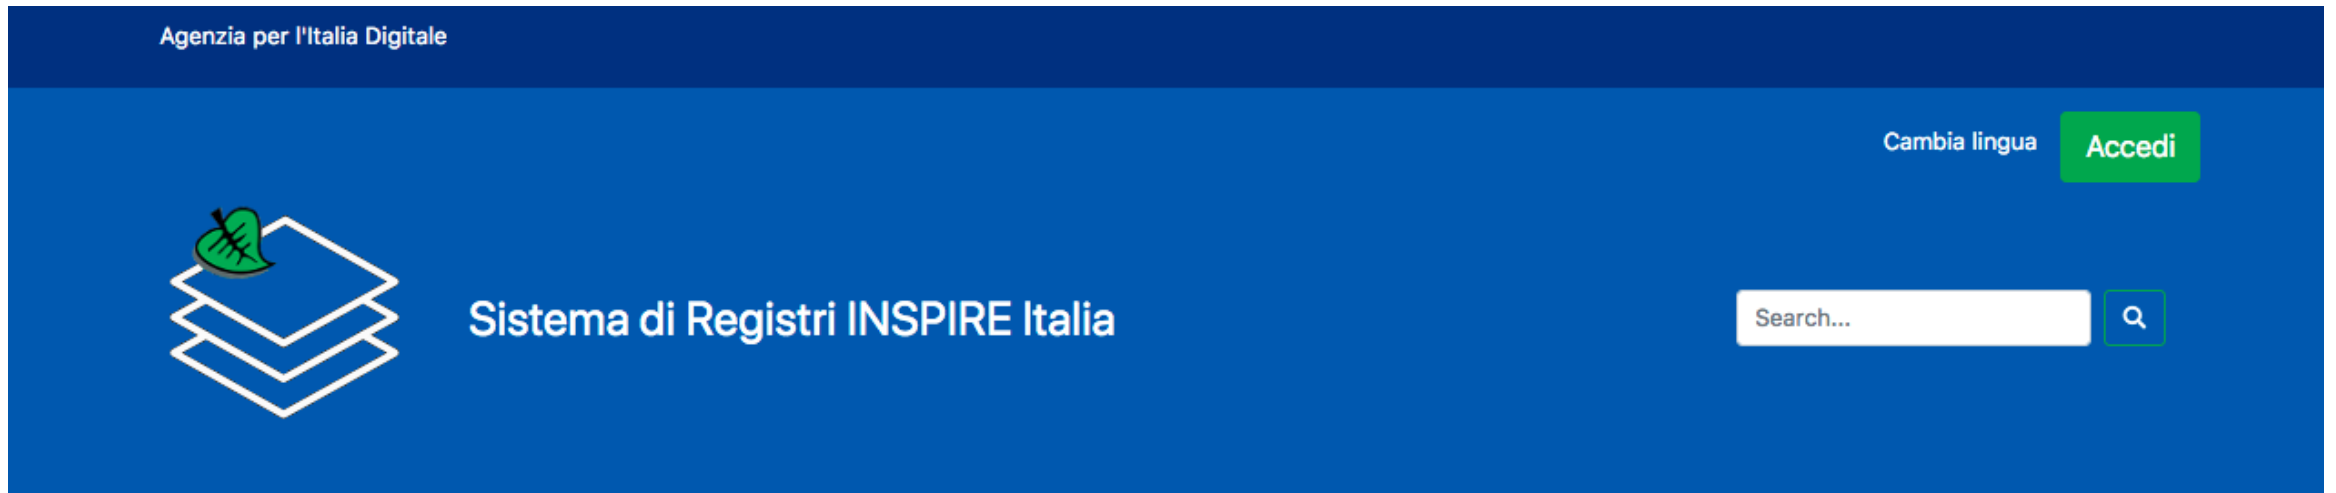 Agenzia per l'Italia Digitale
Cambia lingua
Accedi
Sistema di Registri INSPIRE Italia
Search...